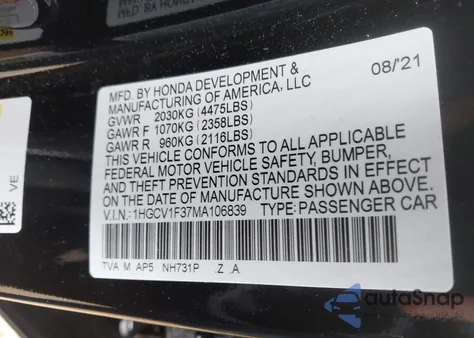 MFD. BY HONDA DEVELOPMENT & 08/'21
MANUFACTURING OF AMERICA, LLC
GVWR 2030KG (4475LBS)
GAWR F 1070KG (2358LBS)
GAWR R 960KG (2116LBS)
THIS VEHICLE CONFORMS TO ALL APPLICABLE
FEDERAL MOTOR VEHICLE SAFETY, BUMPER,
AND THEFT PREVENTION STANDARDS IN EFFECT
ON THE DATE OF MANUFACTURE SHOWN ABOVE.
V.I.N.: 1HGCV1F37MA106839 TYPE: PASSENGER CAR
TVA M AP5 NH731P .Z .A
VE
autoSnap